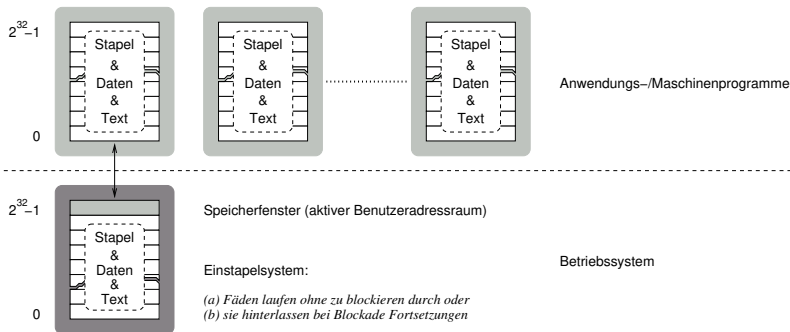 2^32–1
0
Stapel
&
Daten
&
Text
Stapel
&
Daten
&
Text
Stapel
&
Daten
&
Text
Anwendungs–/Maschinenprogramme
2^32–1
0
Stapel
&
Daten
&
Text
Speicherfenster (aktiver Benutzeradressraum)
Einstapelsystem:
(a) Fäden laufen ohne zu blockieren durch oder
(b) sie hinterlassen bei Blockade Fortsetzungen
Betriebssystem